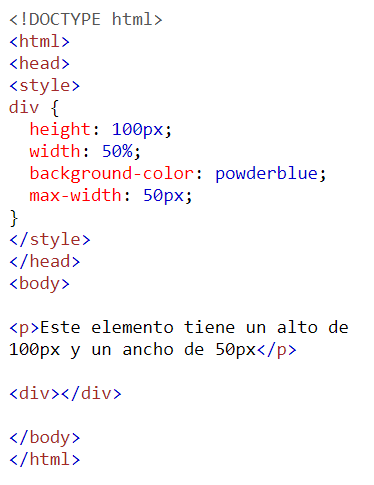 <!DOCTYPE html>
<html>
<head>
<style>
div {
  height: 100px;
  width: 50%;
  background-color: powderblue;
  max-width: 50px;
}
</style>
</head>
<body>

<p>Este elemento tiene un alto de
100px y un ancho de 50px</p>

<div></div>

</body>
</html>